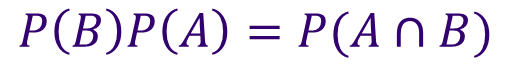 P(B)P(A) = P(A ∩ B)